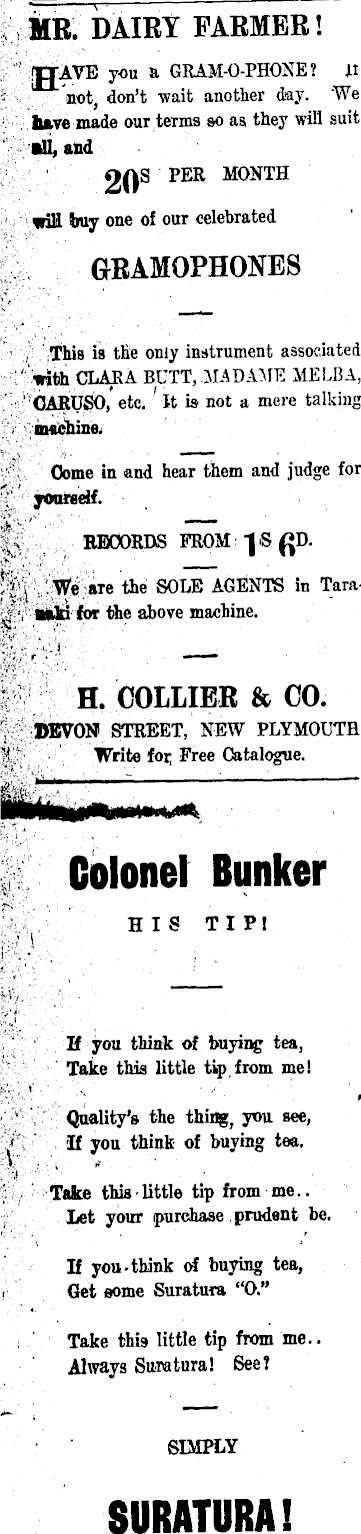 MR. DAIRY FARMER!
HAVE you a GRAM-O-PHONE? If
not, don't wait another day. We
have made our terms so as they will suit
all, and
20s PER MONTH
will buy one of our celebrated
GRAMOPHONES
This is the only instrument associated
with CLARA BUTT, MADAME MELBA,
CARUSO, etc. It is not a mere talking
machine.
Come in and hear them and judge for
yourself.
RECORDS FROM 1S 6D.
We are the SOLE AGENTS in Tara-
naki for the above machine.
H. COLLIER & CO.
DEVON STREET, NEW PLYMOUTH
Write for Free Catalogue.
Colonel Bunker
HIS TIP!
If you think of buying tea,
Take this little tip from me!
Quality's the thing, you see,
If you think of buying tea.
Take this little tip from me..
Let your purchase prudent be.
If you think of buying tea,
Get some Suratura "O."
Take this little tip from me..
Always Suratura! See?
SIMPLY
SURATURA!